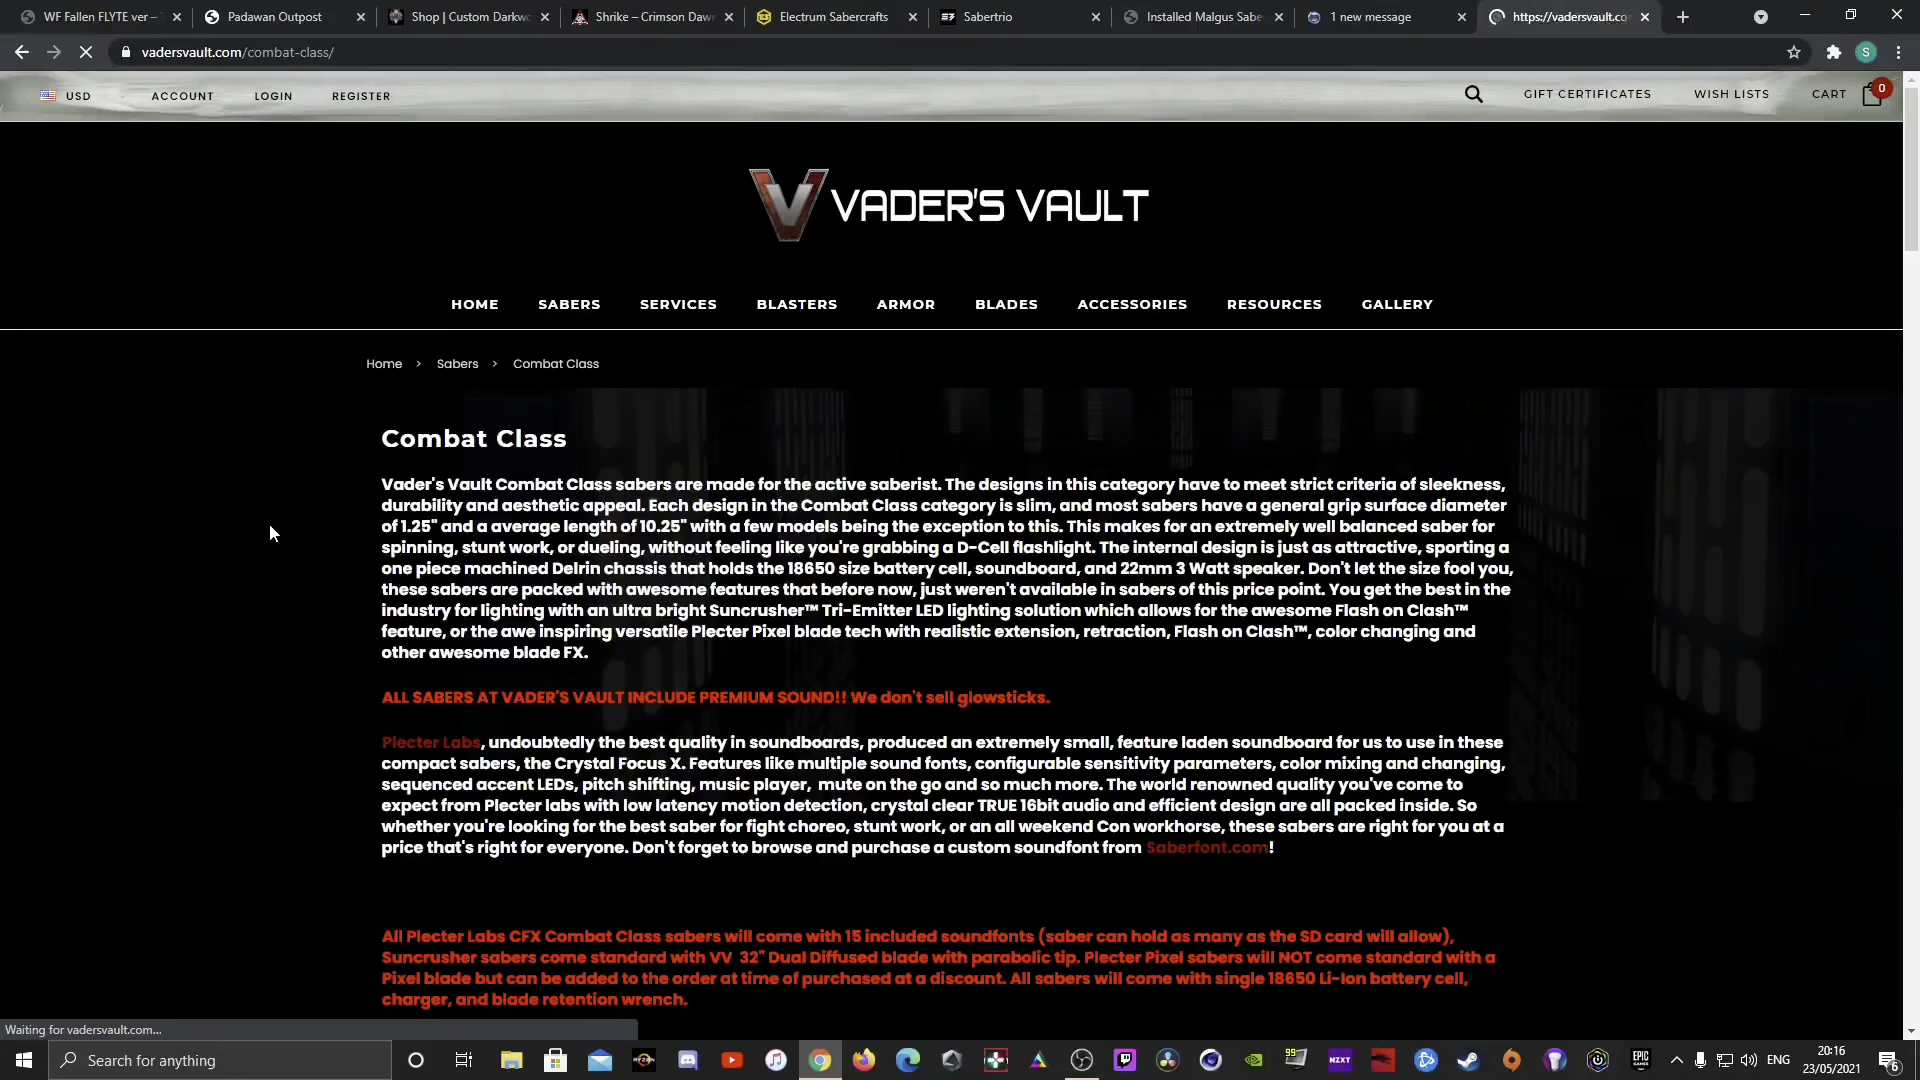 WF Fallen FLYTE ver –
Padawan Outpost
Shop | Custom Darkw
Shrike – Crimson Daw
Electrum Sabercrafts
Sabertrio
Installed Malgus Sabe
1 new message
https://vadersvault.co
vadersvault.com/combat-class/
S
USD
ACCOUNT
LOGIN
REGISTER
GIFT CERTIFICATES
WISH LISTS
CART
0
VADER'S VAULT
HOME
SABERS
SERVICES
BLASTERS
ARMOR
BLADES
ACCESSORIES
RESOURCES
GALLERY
Home > Sabers > Combat Class
Combat Class
Vader's Vault Combat Class sabers are made for the active saberist. The designs in this category have to meet strict criteria of sleekness,
durability and aesthetic appeal. Each design in the Combat Class category is slim, and most sabers have a general grip surface diameter
of 1.25" and a average length of 10.25" with a few models being the exception to this. This makes for an extremely well balanced saber for
spinning, stunt work, or dueling, without feeling like you're grabbing a D-Cell flashlight. The internal design is just as attractive, sporting a
one piece machined Delrin chassis that holds the 18650 size battery cell, soundboard, and 22mm 3 Watt speaker. Don't let the size fool you,
these sabers are packed with awesome features that before now, just weren't available in sabers of this price point. You get the best in the
industry for lighting with an ultra bright Suncrusher™ Tri-Emitter LED lighting solution which allows for the awesome Flash on Clash™
feature, or the awe inspiring versatile Plecter Pixel blade tech with realistic extension, retraction, Flash on Clash™, color changing and
other awesome blade FX.
ALL SABERS AT VADER'S VAULT INCLUDE PREMIUM SOUND!! We don't sell glowsticks.
Plecter Labs, undoubtedly the best quality in soundboards, produced an extremely small, feature laden soundboard for us to use in these
compact sabers, the Crystal Focus X. Features like multiple sound fonts, configurable sensitivity parameters, color mixing and changing,
sequenced accent LEDs, pitch shifting, music player, mute on the go and so much more. The world renowned quality you've come to
expect from Plecter labs with low latency motion detection, crystal clear TRUE 16bit audio and efficient design are all packed inside. So
whether you're looking for the best saber for fight choreo, stunt work, or an all weekend Con workhorse, these sabers are right for you at a
price that's right for everyone. Don't forget to browse and purchase a custom soundfont from Saberfont.com!
All Plecter Labs CFX Combat Class sabers will come with 15 included soundfonts (saber can hold as many as the SD card will allow),
Suncrusher sabers come standard with VV 32" Dual Diffused blade with parabolic tip. Plecter Pixel sabers will NOT come standard with a
Pixel blade but can be added to the order at time of purchased at a discount. All sabers will come with single 18650 Li-Ion battery cell,
charger, and blade retention wrench.
Waiting for vadersvault.com...
Search for anything
RYZEN
99
NZXT
EPIC
ENG
20:16
23/05/2021
6